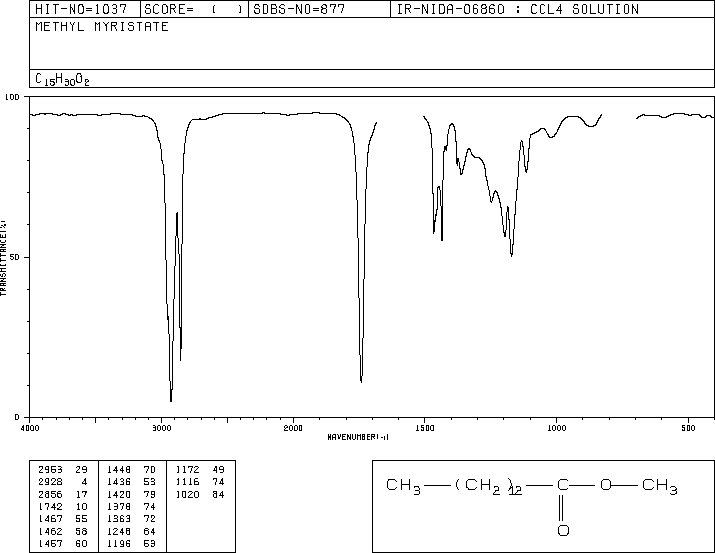 HIT-NO=1037 SCORE= ( ) SDBS-NO=877 IR-NIDA-06860 : CCL4 SOLUTION
METHYL MYRISTATE
C15H30O2
100
50
0
TRANSMITTANCE(%)
4000 3000 2000 1500 1000 500
WAVENUMBER(-1)
2953 29 1448 70 1172 49
2928 4 1436 53 1116 74
2856 17 1420 79 1020 84
1742 10 1378 74
1467 55 1363 72
1462 58 1248 64
1457 60 1196 53
CH3—(CH2)12—C—O—CH3
O